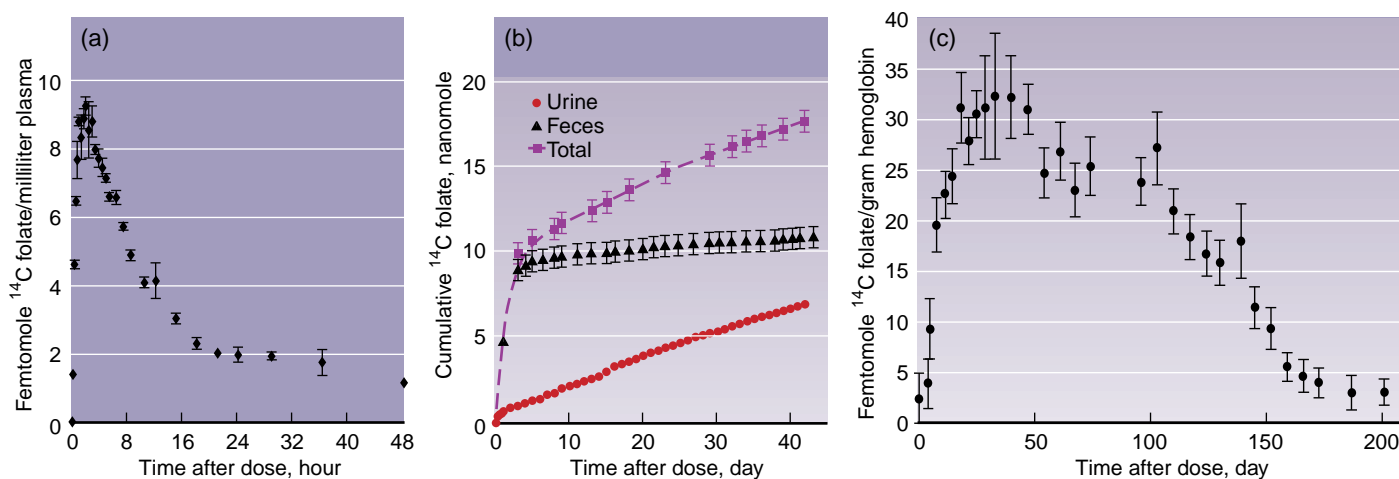 (a)
Femtomole ¹⁴C folate/milliliter plasma
10
8
6
4
2
0
0 8 16 24 32 40 48
Time after dose, hour
(b)
Cumulative ¹⁴C folate, nanomole
20
15
10
5
0
Urine
Feces
Total
0 10 20 30 40
Time after dose, day
(c)
Femtomole ¹⁴C folate/gram hemoglobin
40
35
30
25
20
15
10
5
0
0 50 100 150 200
Time after dose, day